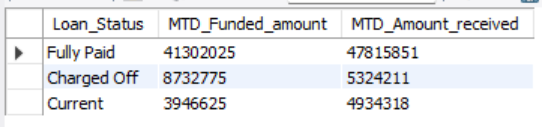 Loan_Status MTD_Funded_amount MTD_Amount_received
Fully Paid 41302025 47815851
Charged Off 8732775 5324211
Current 3946625 4934318